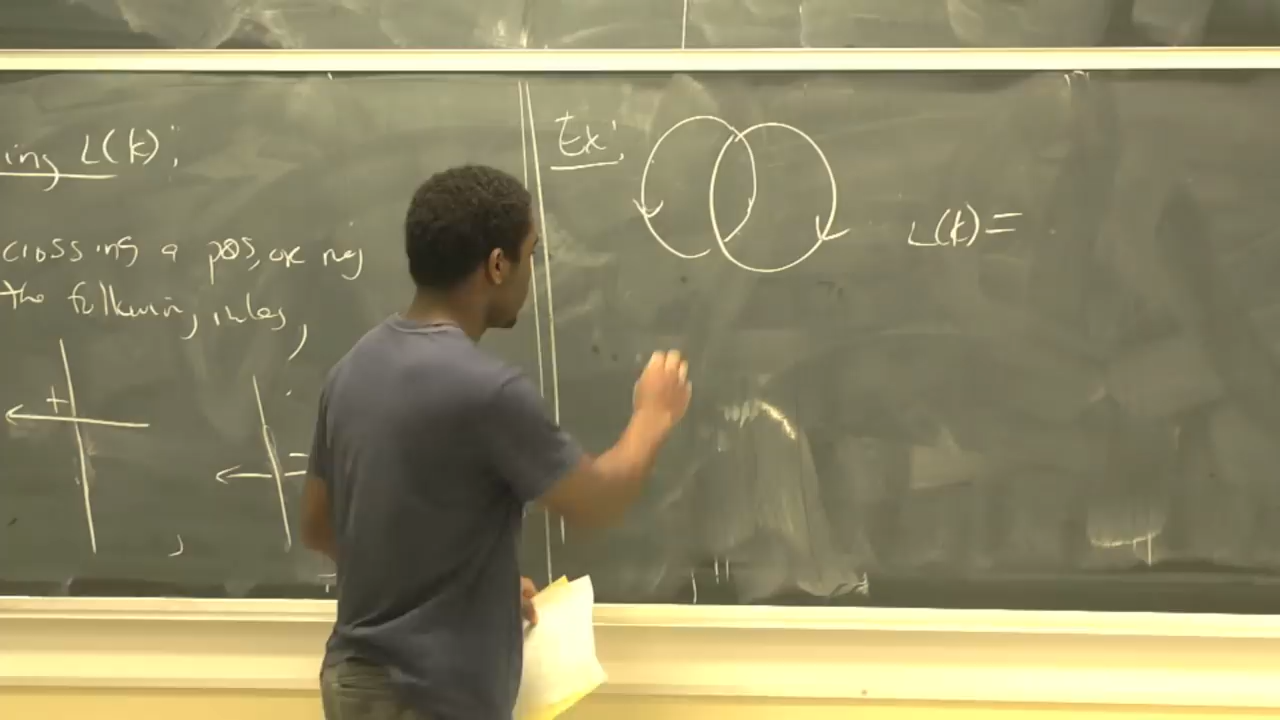 ing L(k):
crossing a pos, or neg
the following rules,
+
Ex:
L(k) =